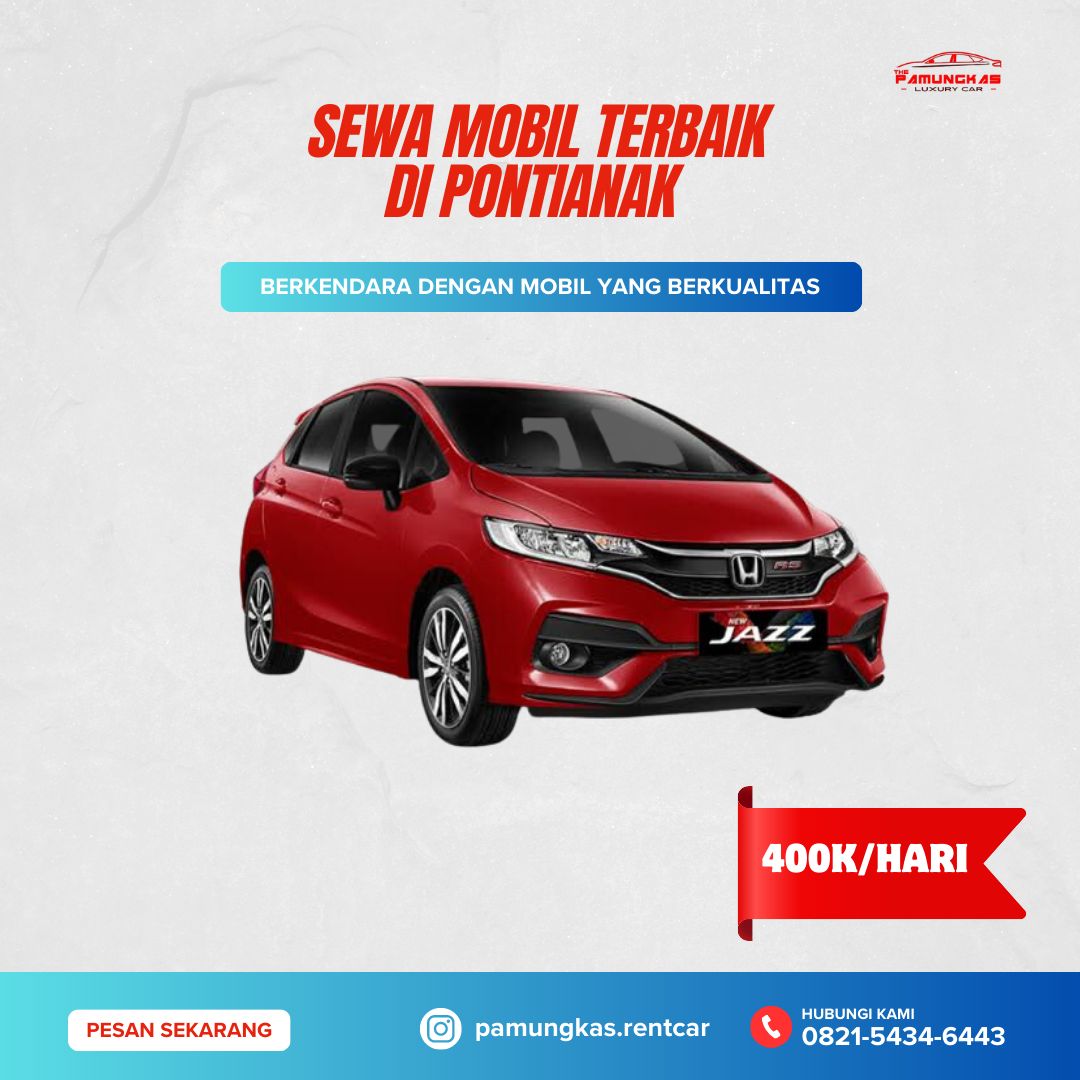 THE
PAMUNGKAS
- LUXURY CAR -
SEWA MOBIL TERBAIK
DI PONTIANAK
BERKENDARA DENGAN MOBIL YANG BERKUALITAS
RS
NEW
JAZZ
400K/HARI
PESAN SEKARANG
pamungkas.rentcar
HUBUNGI KAMI
0821-5434-6443